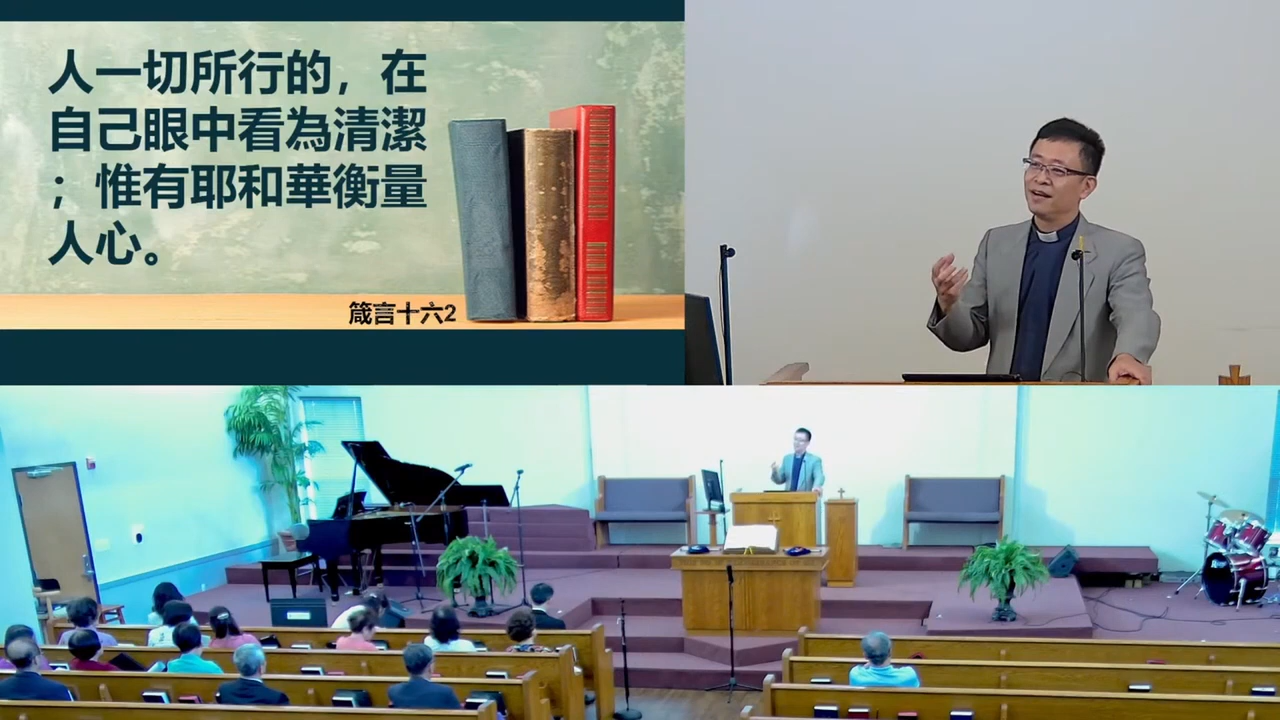 人一切所行的，在
自己眼中看為清潔
；惟有耶和華衡量
人心。
箴言十六2